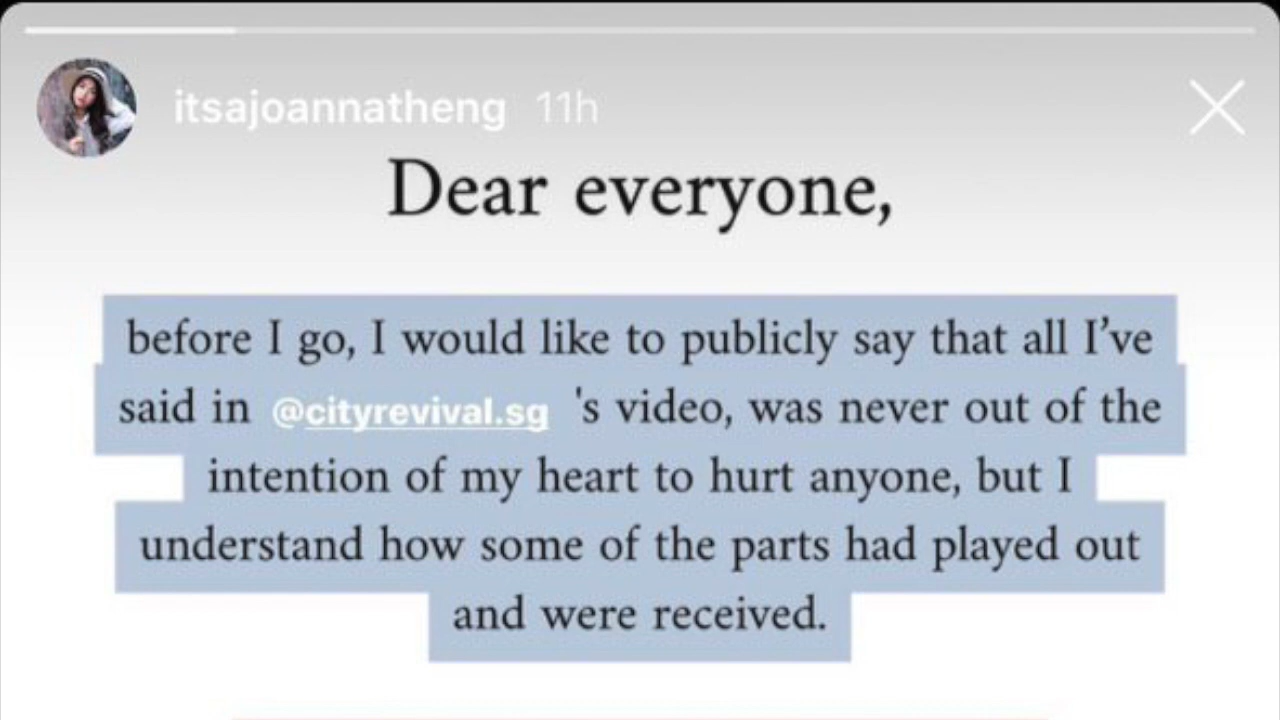 itsajoannatheng 11h
Dear everyone,
before I go, I would like to publicly say that all I’ve
said in @cityrevival.sg 's video, was never out of the
intention of my heart to hurt anyone, but I
understand how some of the parts had played out
and were received.